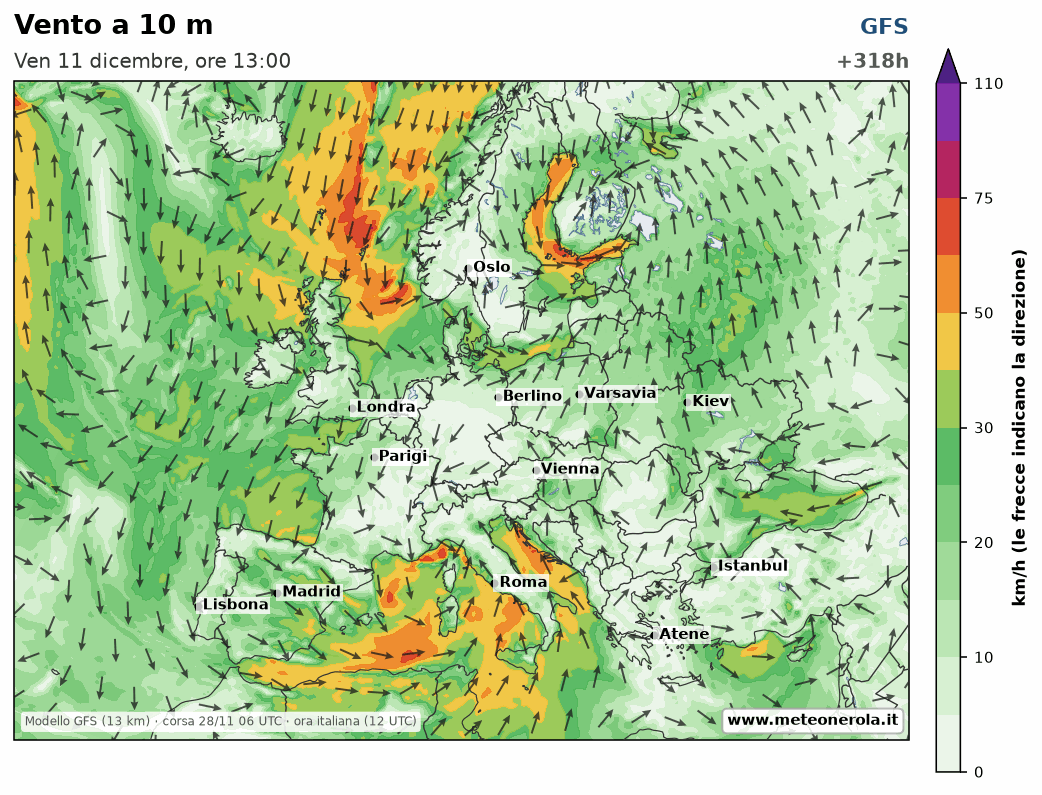 Vento a 10 m
GFS
Ven 11 dicembre, ore 13:00
+318h
110
75
50
30
20
10
0
km/h (le frecce indicano la direzione)
Oslo
Londra
Berlino
Varsavia
Kiev
Parigi
Vienna
Istanbul
Roma
Madrid
Lisbona
Atene
Modello GFS (13 km) · corsa 28/11 06 UTC · ora italiana (12 UTC)
www.meteonerola.it